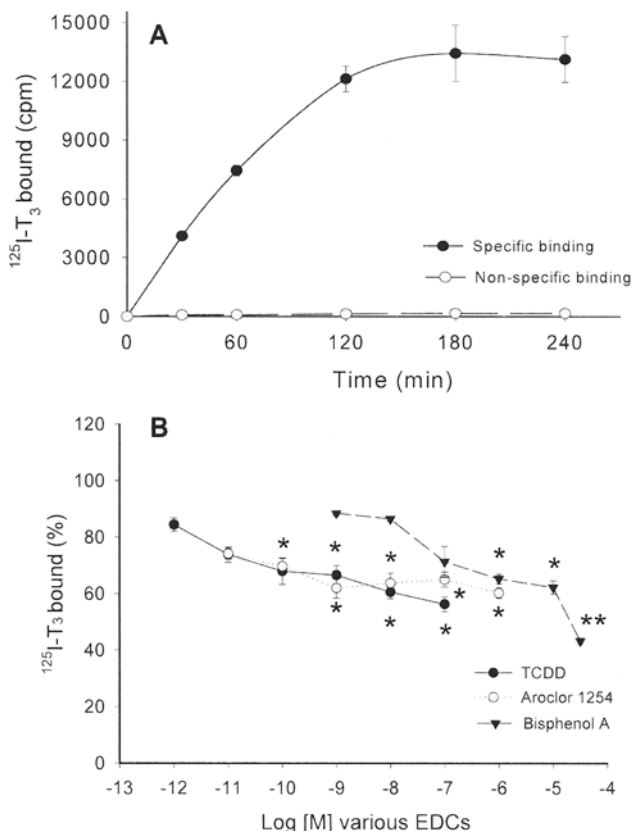 A
15000
12000
9000
6000
3000
0
¹²⁵I-T₃ bound (cpm)
Specific binding
Non-specific binding
0 60 120 180 240
Time (min)
B
120
100
80
60
40
20
0
¹²⁵I-T₃ bound (%)
* * * * *
* * * * * **
TCDD
Aroclor 1254
Bisphenol A
-13 -12 -11 -10 -9 -8 -7 -6 -5 -4
Log [M] various EDCs